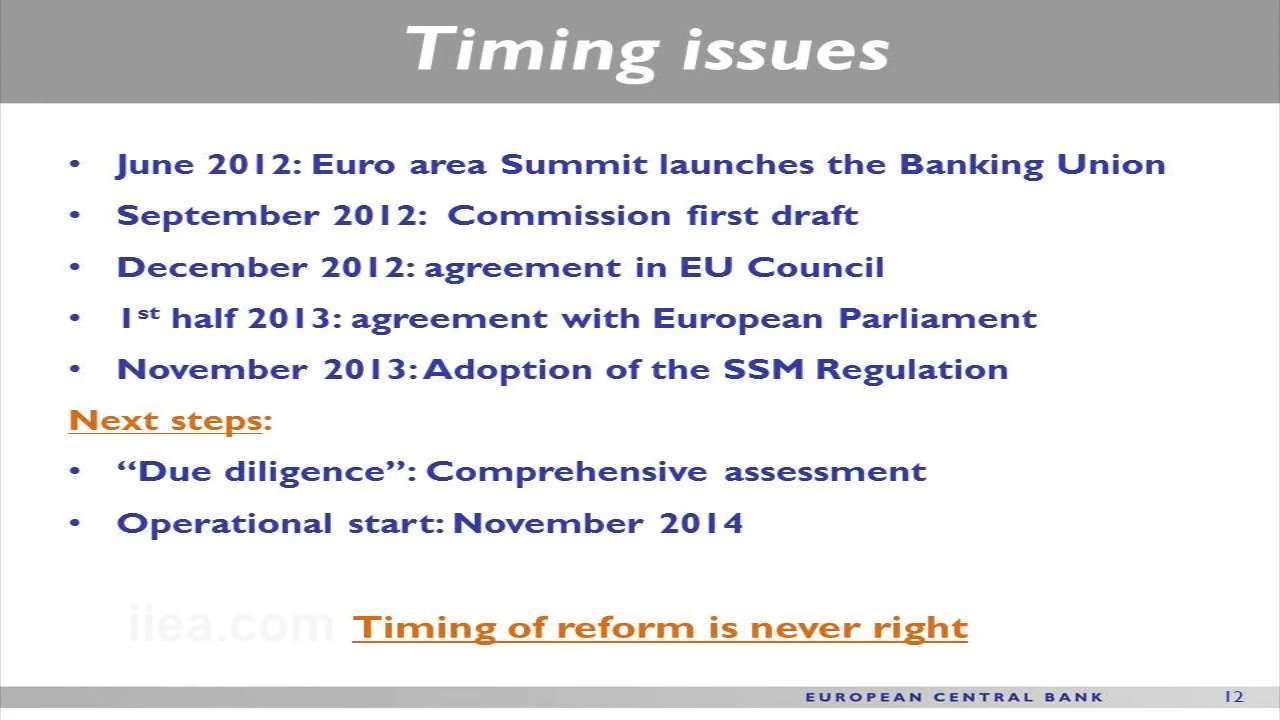 Timing issues
• June 2012: Euro area Summit launches the Banking Union
• September 2012: Commission first draft
• December 2012: agreement in EU Council
• 1st half 2013: agreement with European Parliament
• November 2013: Adoption of the SSM Regulation
Next steps:
• “Due diligence”: Comprehensive assessment
• Operational start: November 2014
iiea.com
Timing of reform is never right
EUROPEAN CENTRAL BANK 12